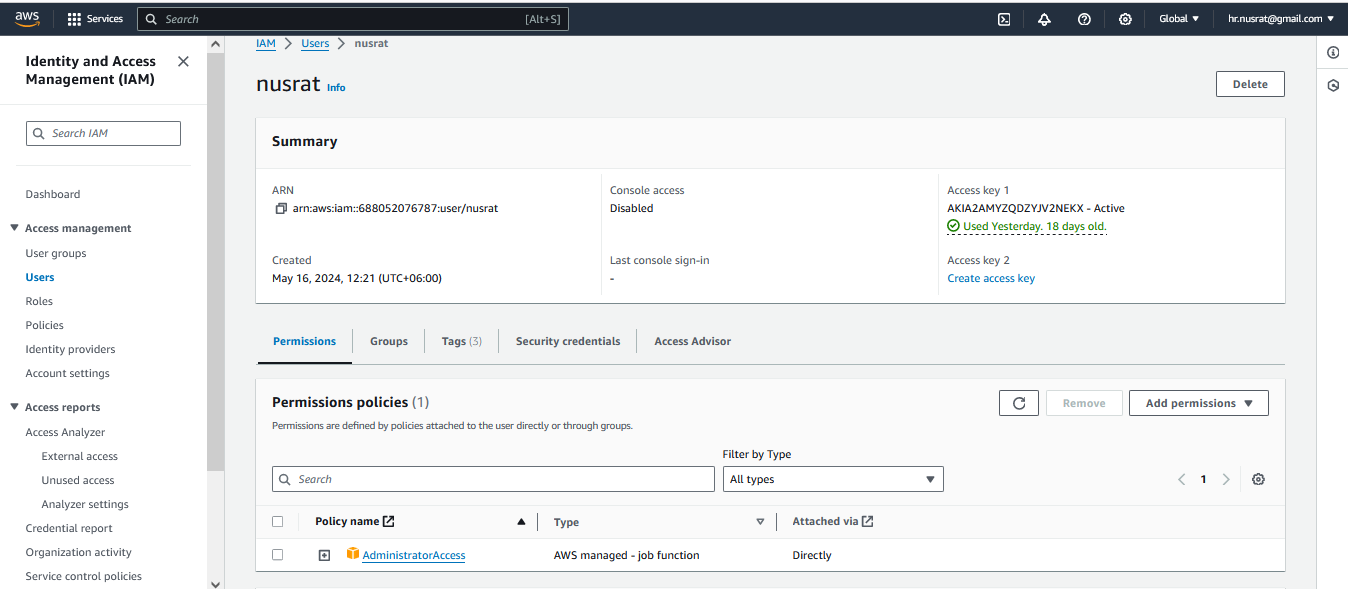 aws
Services
Search
[Alt+S]
Global
hr.nusrat@gmail.com
Identity and Access
Management (IAM)
Search IAM
Dashboard
Access management
User groups
Users
Roles
Policies
Identity providers
Account settings
Access reports
Access Analyzer
External access
Unused access
Analyzer settings
Credential report
Organization activity
Service control policies
IAM
Users
nusrat
nusrat Info
Delete
Summary
ARN
arn:aws:iam::688052076787:user/nusrat
Created
May 16, 2024, 12:21 (UTC+06:00)
Console access
Disabled
Last console sign-in
-
Access key 1
AKIA2AMYZQDZYJV2NEKX - Active
Used Yesterday. 18 days old.
Access key 2
Create access key
Permissions
Groups
Tags (3)
Security credentials
Access Advisor
Permissions policies (1)
Permissions are defined by policies attached to the user directly or through groups.
Remove
Add permissions
Search
Filter by Type
All types
1
Policy name
Type
Attached via
AdministratorAccess
AWS managed - job function
Directly